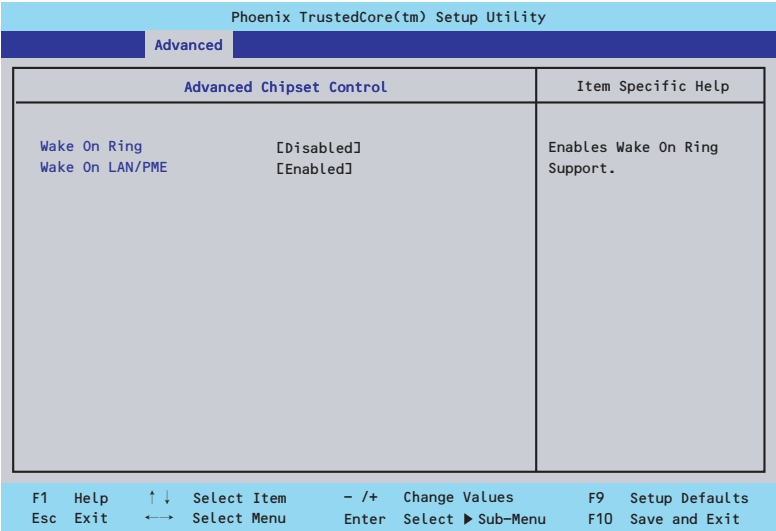 Phoenix TrustedCore(tm) Setup Utility
Advanced
Advanced Chipset Control
Item Specific Help
Wake On Ring [Disabled]
Wake On LAN/PME [Enabled]
Enables Wake On Ring
Support.
F1 Help ↑↓ Select Item - /+ Change Values F9 Setup Defaults
Esc Exit ←→ Select Menu Enter Select ▶ Sub-Menu F10 Save and Exit